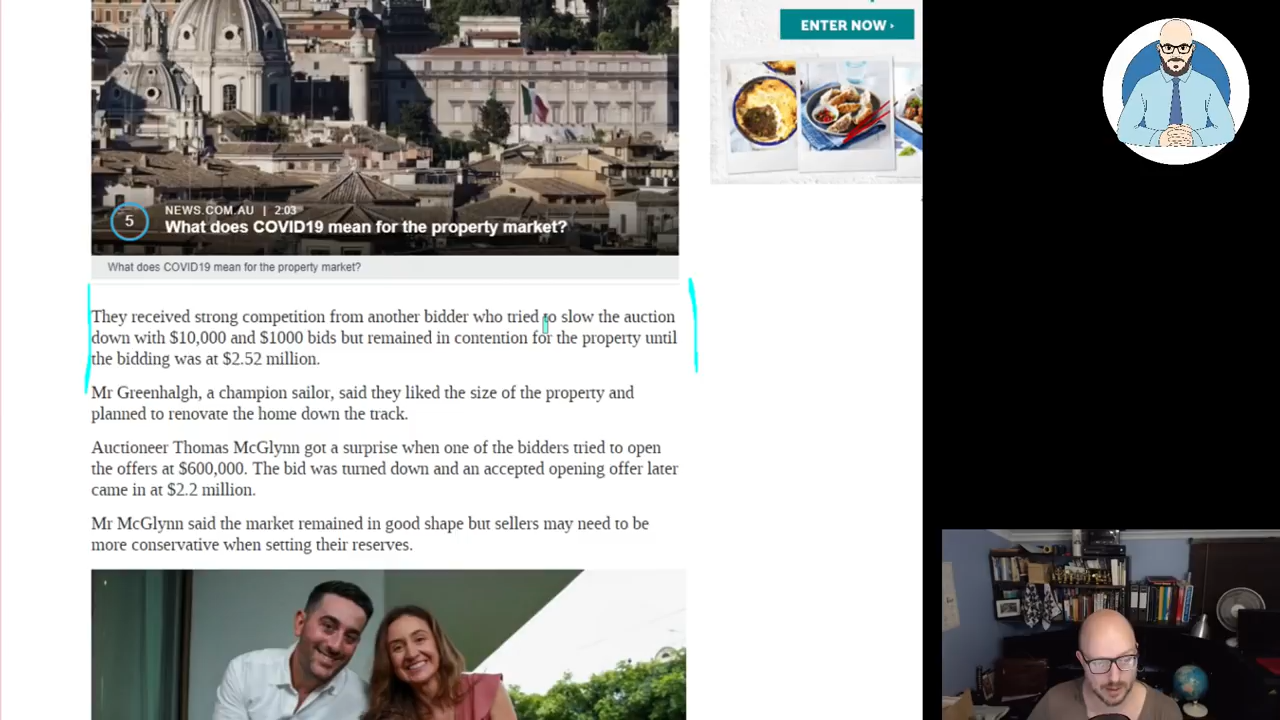 ENTER NOW ›
5
NEWS.COM.AU | 2:03
What does COVID19 mean for the property market?
What does COVID19 mean for the property market?
They received strong competition from another bidder who tried to slow the auction
down with $10,000 and $1000 bids but remained in contention for the property until
the bidding was at $2.52 million.
Mr Greenhalgh, a champion sailor, said they liked the size of the property and
planned to renovate the home down the track.
Auctioneer Thomas McGlynn got a surprise when one of the bidders tried to open
the offers at $600,000. The bid was turned down and an accepted opening offer later
came in at $2.2 million.
Mr McGlynn said the market remained in good shape but sellers may need to be
more conservative when setting their reserves.